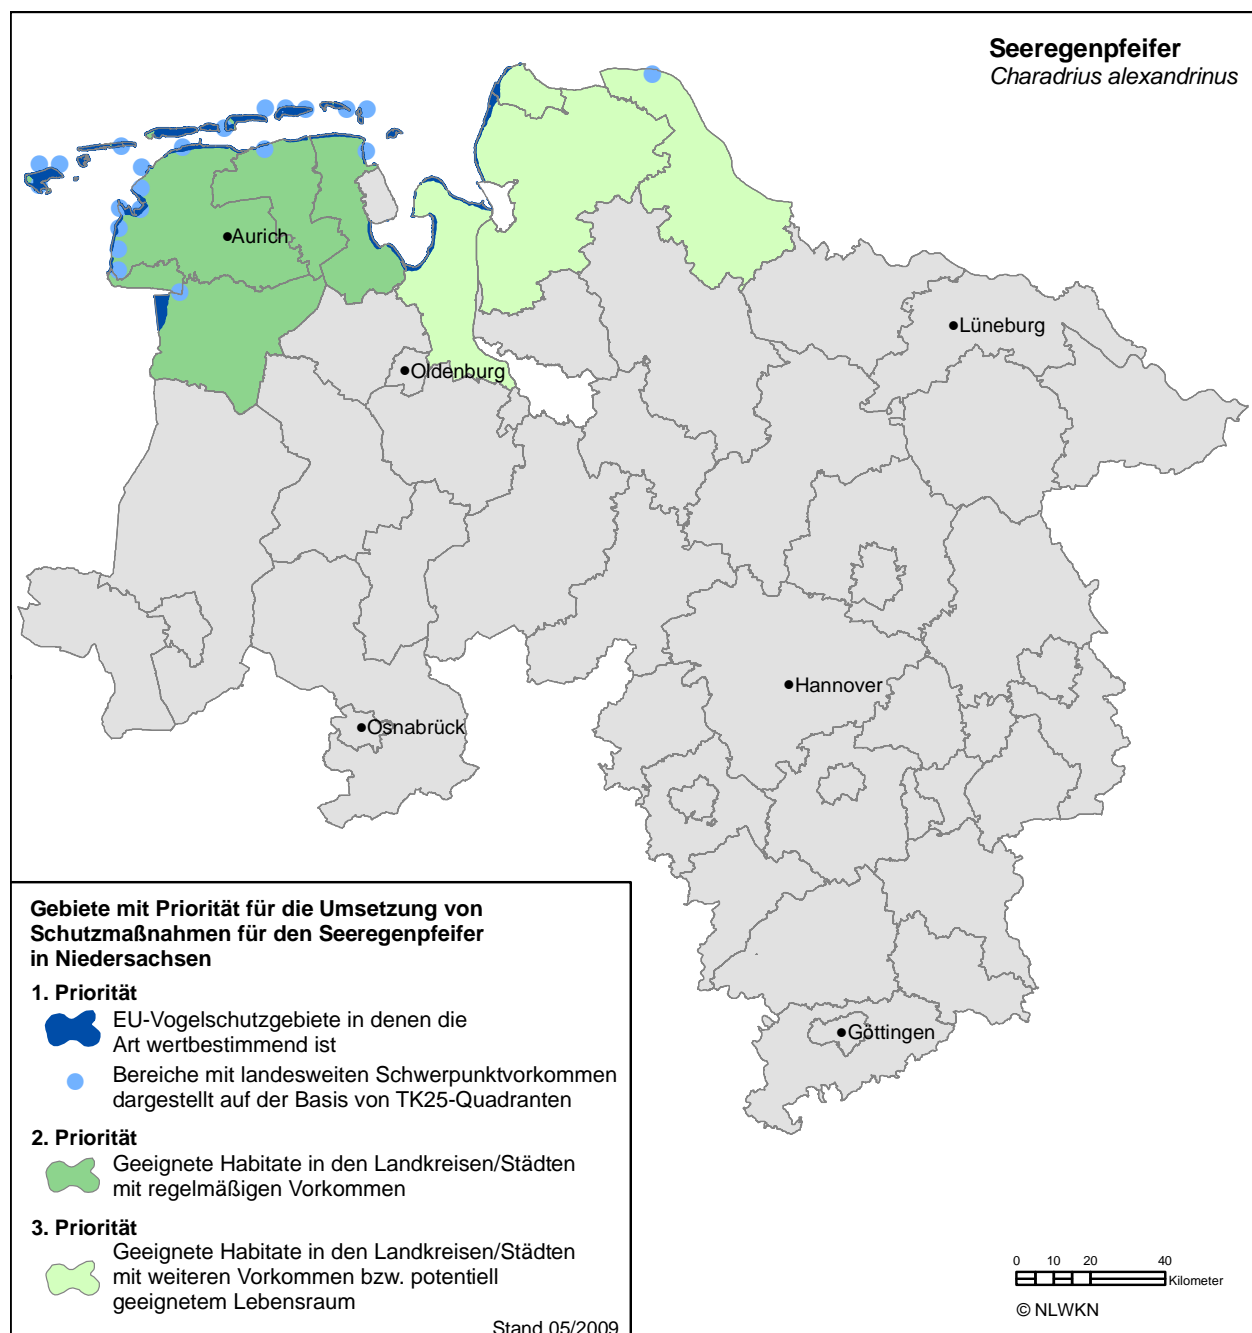 Seeregenpfeifer
Charadrius alexandrinus
Aurich
Lüneburg
Oldenburg
Hannover
Osnabrück
Göttingen
Gebiete mit Priorität für die Umsetzung von
Schutzmaßnahmen für den Seeregenpfeifer
in Niedersachsen
1. Priorität
EU-Vogelschutzgebiete in denen die
Art wertbestimmend ist
Bereiche mit landesweiten Schwerpunktvorkommen
dargestellt auf der Basis von TK25-Quadranten
2. Priorität
Geeignete Habitate in den Landkreisen/Städten
mit regelmäßigen Vorkommen
3. Priorität
Geeignete Habitate in den Landkreisen/Städten
mit weiteren Vorkommen bzw. potentiell
geeignetem Lebensraum
Stand 05/2009
0 10 20 40
Kilometer
© NLWKN